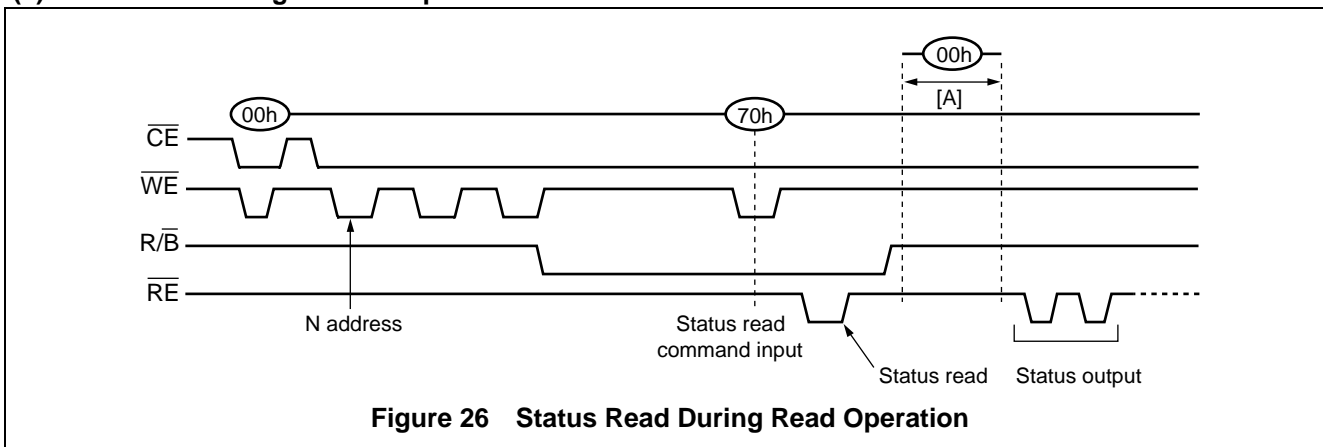 00h
[A]
00h
70h
CE
WE
R/B
RE
N address
Status read
command input
Status read
Status output
Figure 26 Status Read During Read Operation